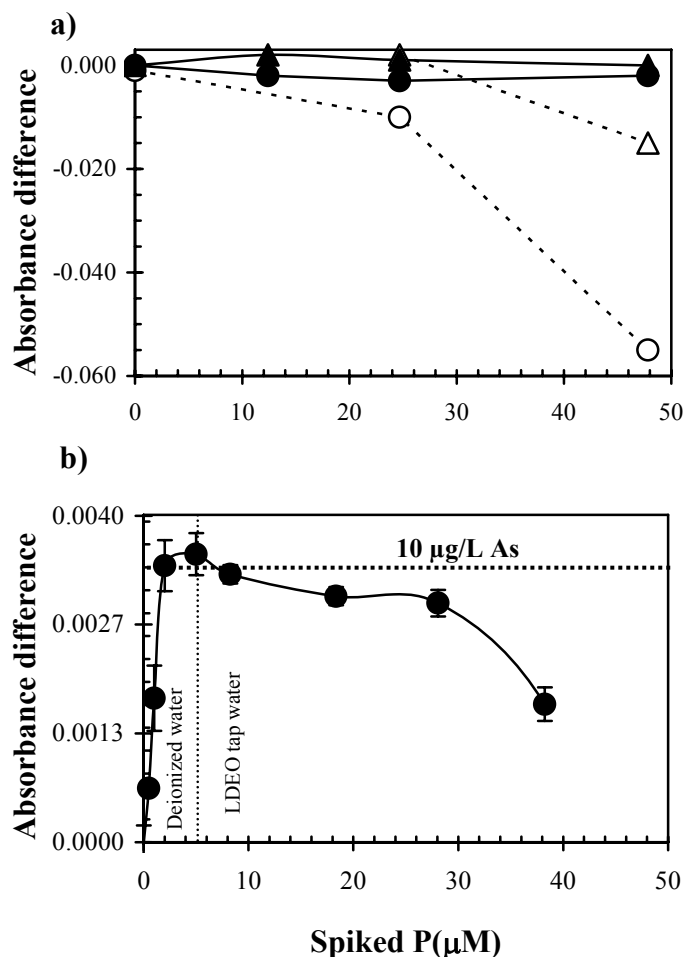 a)
Absorbance difference
0.000
-0.020
-0.040
-0.060
0 10 20 30 40 50
b)
Absorbance difference
0.0040
0.0027
0.0013
0.0000
10 µg/L As
Deionized water
LDEO tap water
0 10 20 30 40 50
Spiked P(µM)